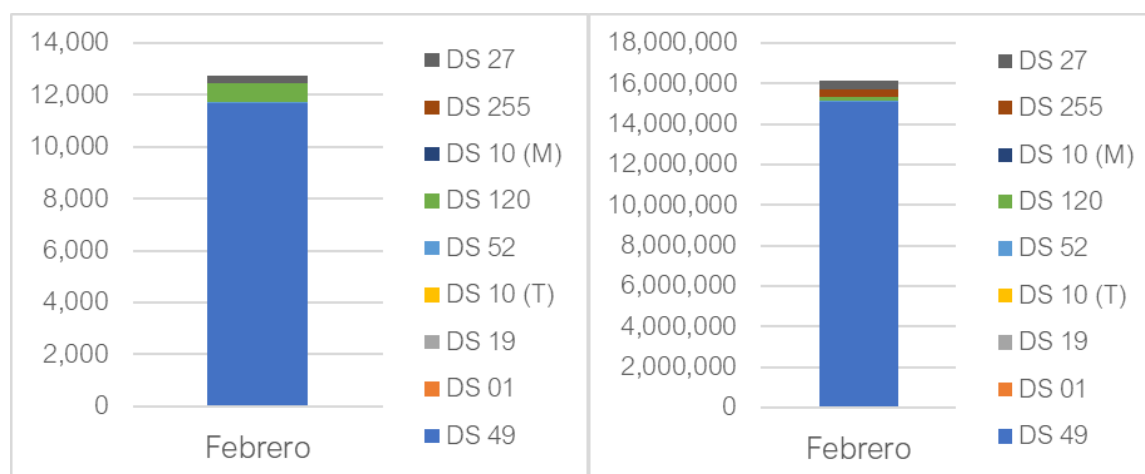 14,000
12,000
10,000
8,000
6,000
4,000
2,000
0
Febrero
DS 27
DS 255
DS 10 (M)
DS 120
DS 52
DS 10 (T)
DS 19
DS 01
DS 49
18,000,000
16,000,000
14,000,000
12,000,000
10,000,000
8,000,000
6,000,000
4,000,000
2,000,000
0
Febrero
DS 27
DS 255
DS 10 (M)
DS 120
DS 52
DS 10 (T)
DS 19
DS 01
DS 49